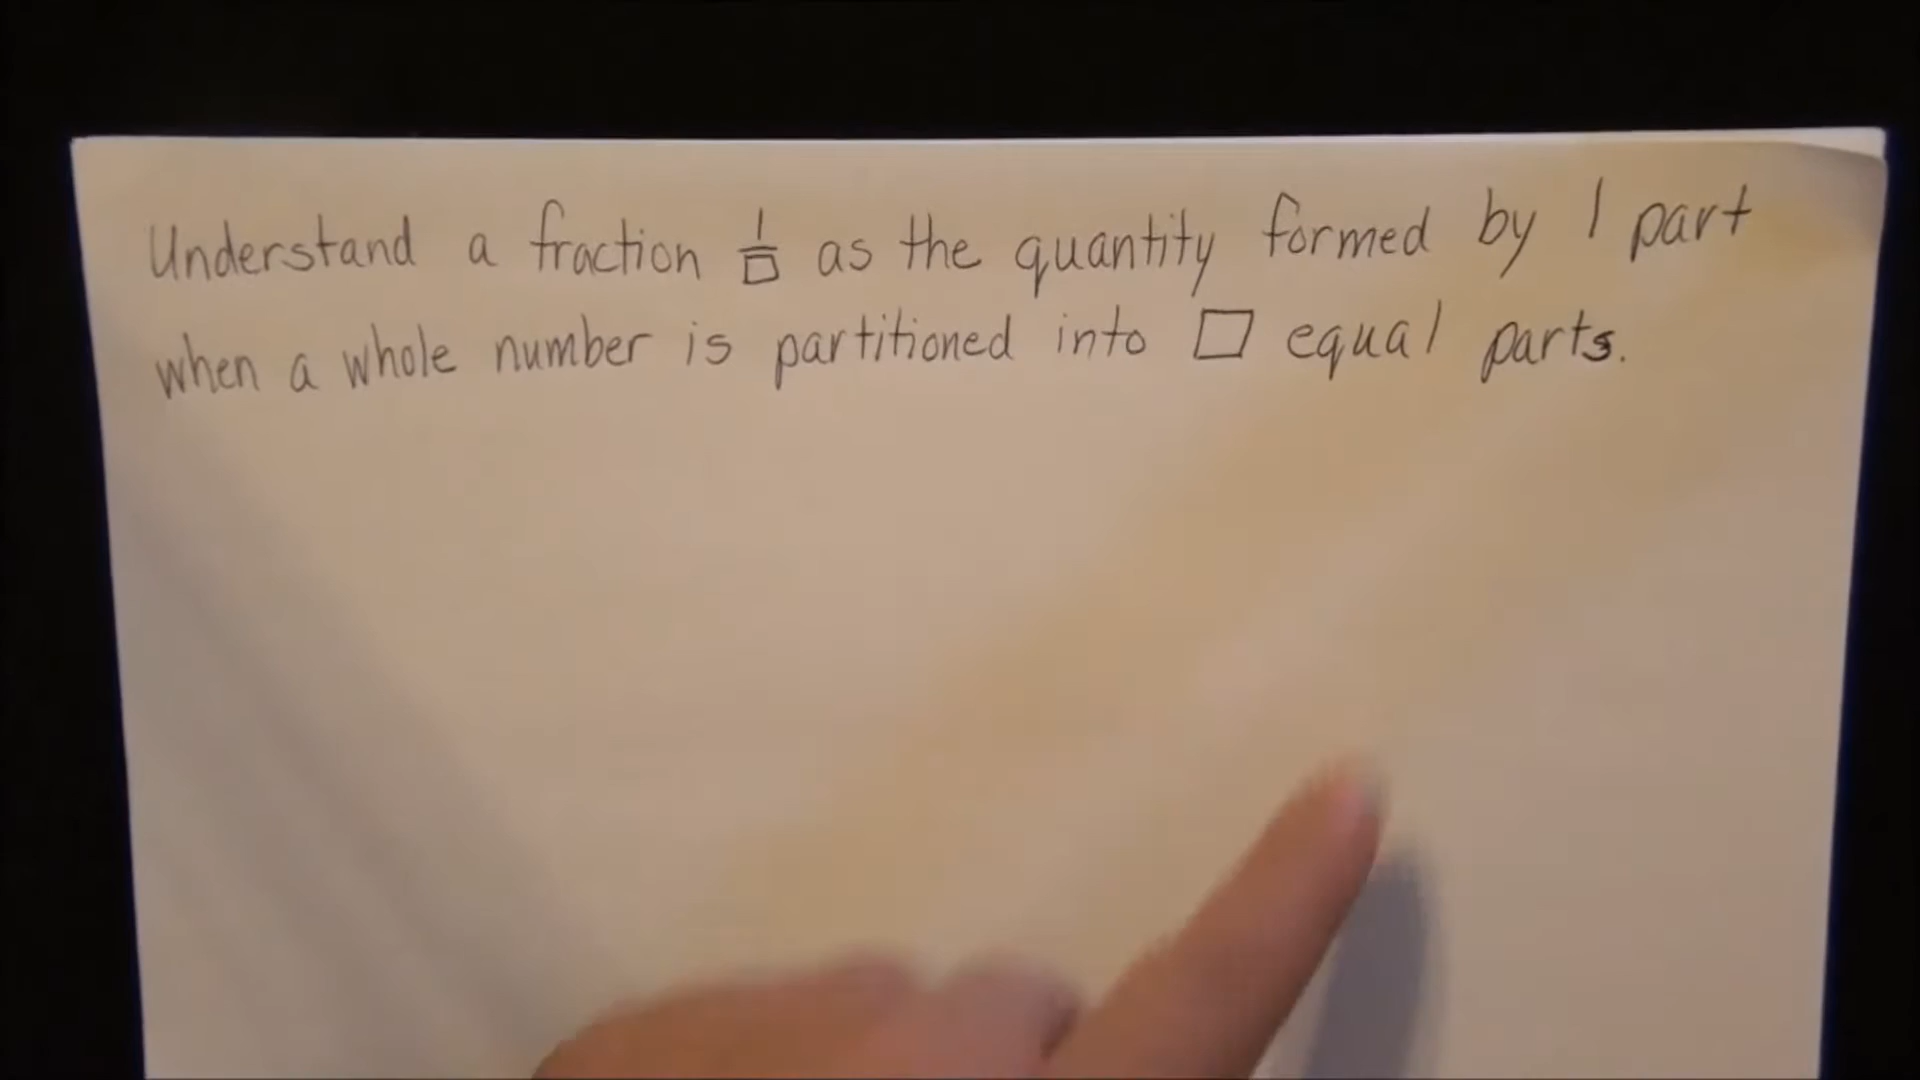 Understand a fraction 1/□ as the quantity formed by 1 part
when a whole number is partitioned into □ equal parts.